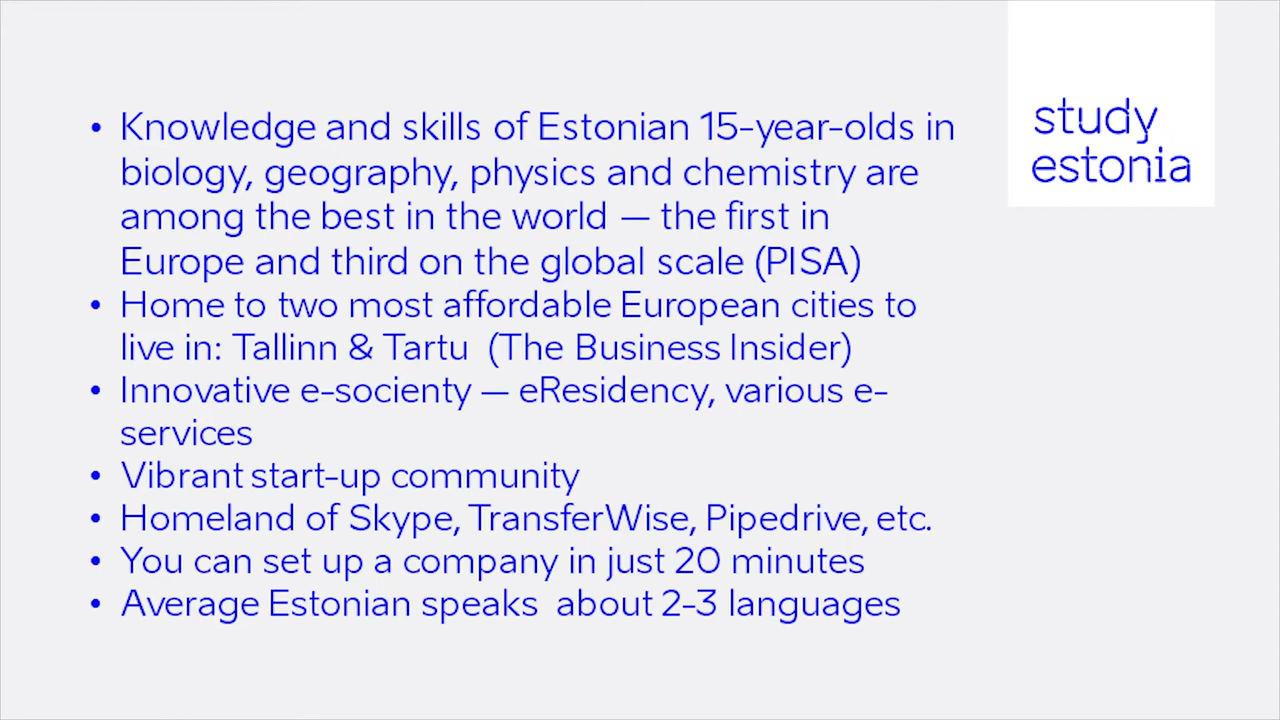 • Knowledge and skills of Estonian 15-year-olds in
biology, geography, physics and chemistry are
among the best in the world — the first in
Europe and third on the global scale (PISA)
• Home to two most affordable European cities to
live in: Tallinn & Tartu  (The Business Insider)
• Innovative e-socienty — eResidency, various e-
services
• Vibrant start-up community
• Homeland of Skype, TransferWise, Pipedrive, etc.
• You can set up a company in just 20 minutes
• Average Estonian speaks  about 2-3 languages
study
estonia